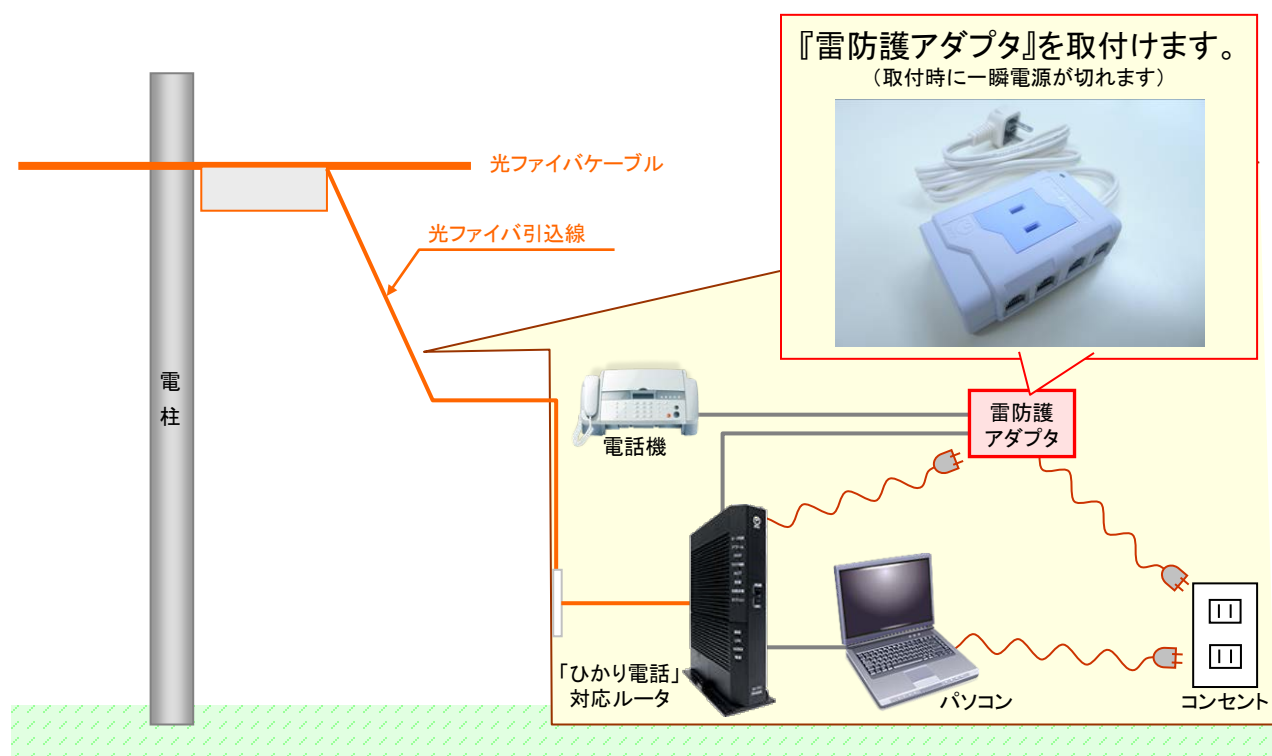 『雷防護アダプタ』を取付けます。
（取付時に一瞬電源が切れます）
光ファイバケーブル
光ファイバ引込線
電柱
電話機
雷防護
アダプタ
「ひかり電話」
対応ルータ
パソコン
コンセント